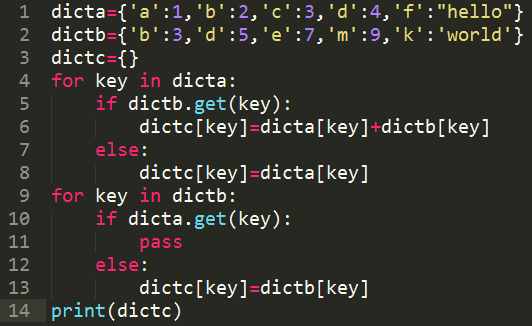 1 dicta={'a':1,'b':2,'c':3,'d':4,'f':"hello"}
2 dictb={'b':3,'d':5,'e':7,'m':9,'k':'world'}
3 dictc={}
4 for key in dicta:
5     if dictb.get(key):
6         dictc[key]=dicta[key]+dictb[key]
7     else:
8         dictc[key]=dicta[key]
9 for key in dictb:
10     if dicta.get(key):
11         pass
12     else:
13         dictc[key]=dictb[key]
14 print(dictc)